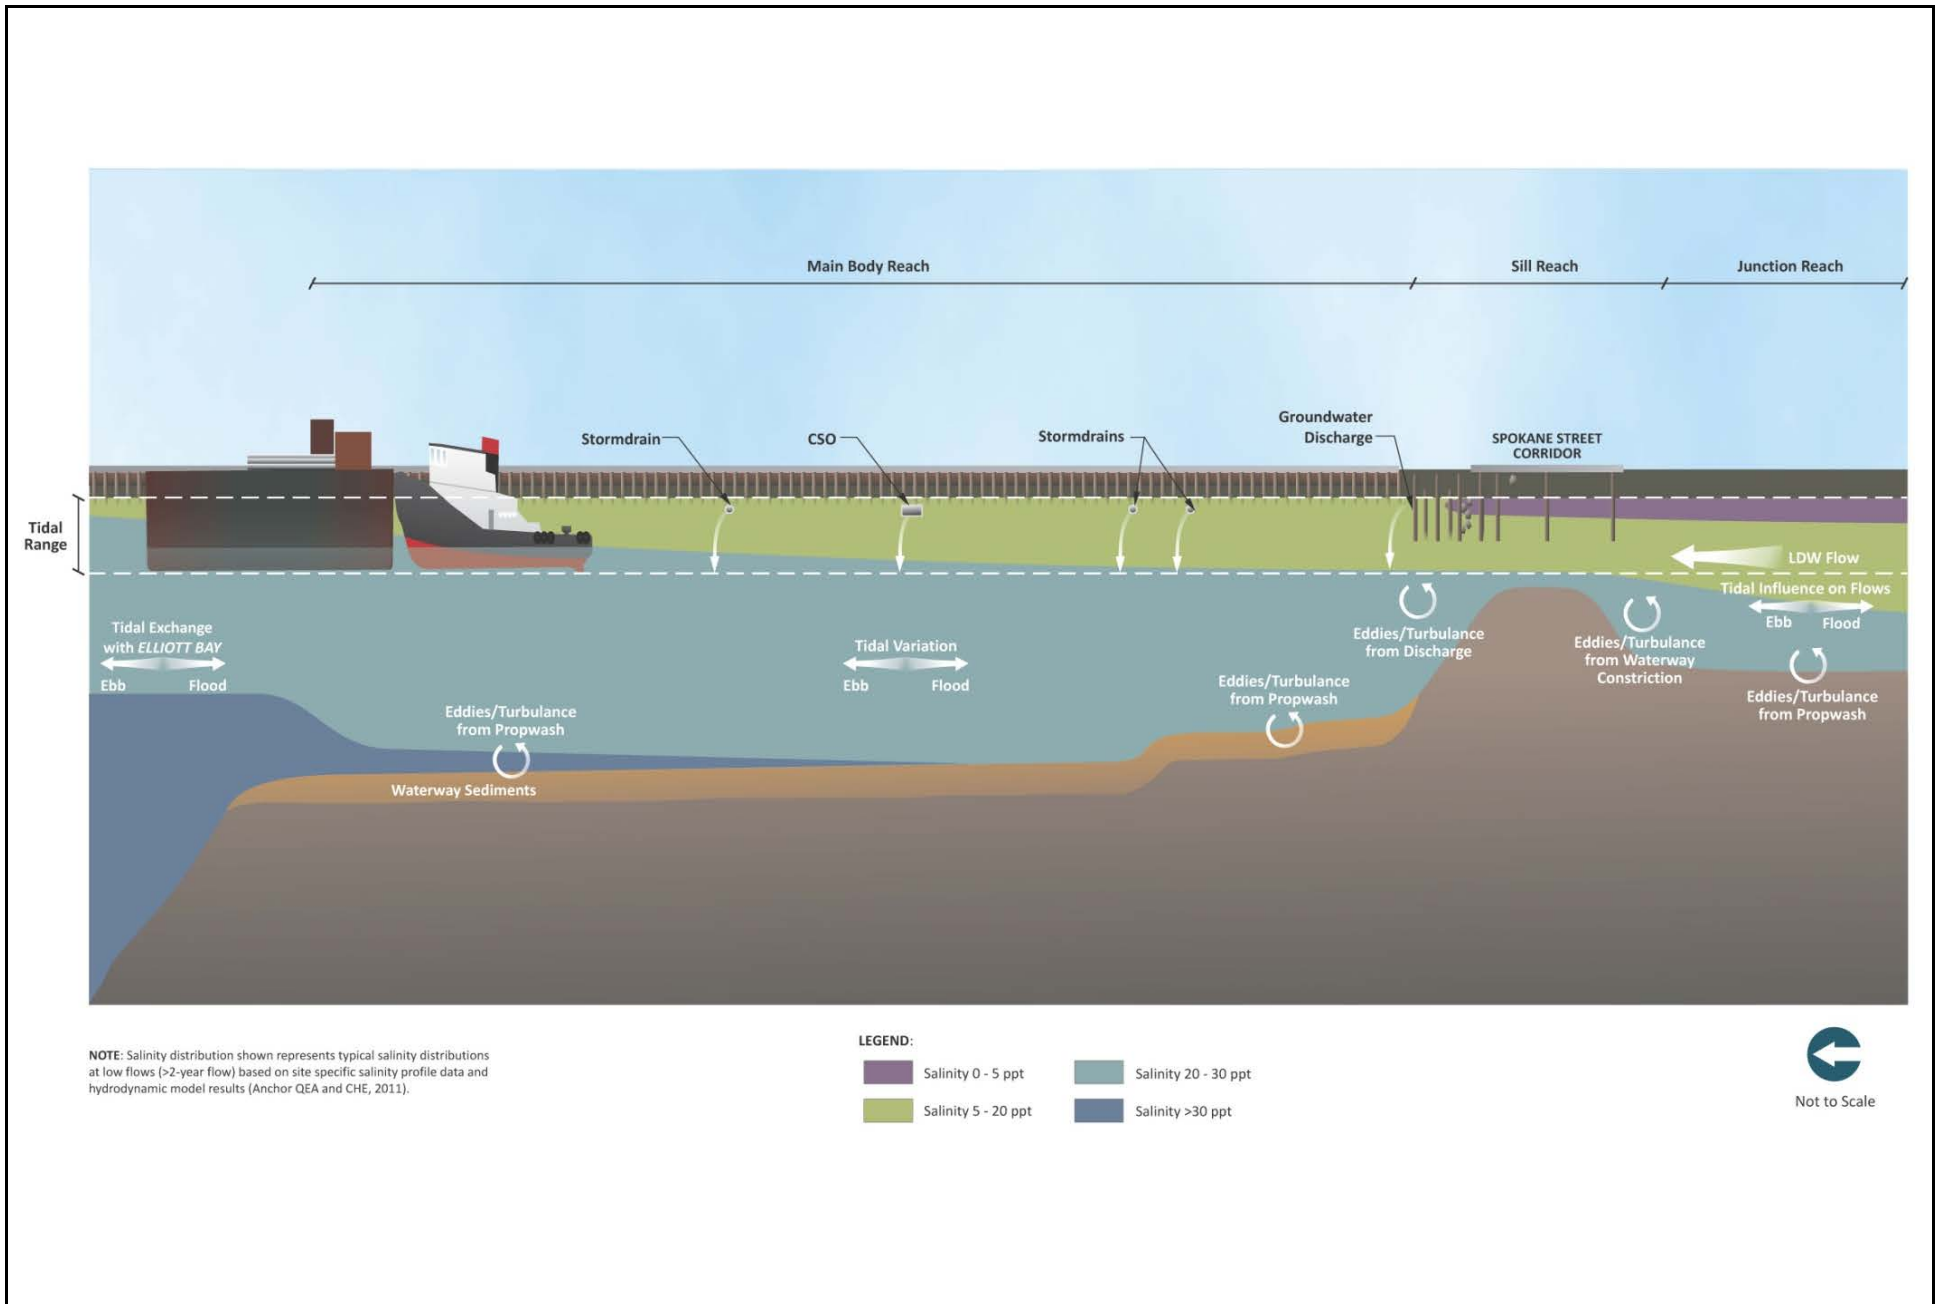 Main Body Reach
Sill Reach
Junction Reach
Groundwater
Discharge
Stormdrain
CSO
Stormdrains
SPOKANE STREET
CORRIDOR
Tidal
Range
LDW Flow
Tidal Influence on Flows
Ebb
Flood
Tidal Exchange
with ELLIOTT BAY
Ebb
Flood
Tidal Variation
Ebb
Flood
Eddies/Turbulance
from Discharge
Eddies/Turbulance
from Waterway
Constriction
Eddies/Turbulance
from Propwash
Eddies/Turbulance
from Propwash
Eddies/Turbulance
from Propwash
Waterway Sediments
NOTE: Salinity distribution shown represents typical salinity distributions
at low flows (>2-year flow) based on site specific salinity profile data and
hydrodynamic model results (Anchor QEA and CHE, 2011).
LEGEND:
Salinity 0 - 5 ppt
Salinity 5 - 20 ppt
Salinity 20 - 30 ppt
Salinity >30 ppt
Not to Scale